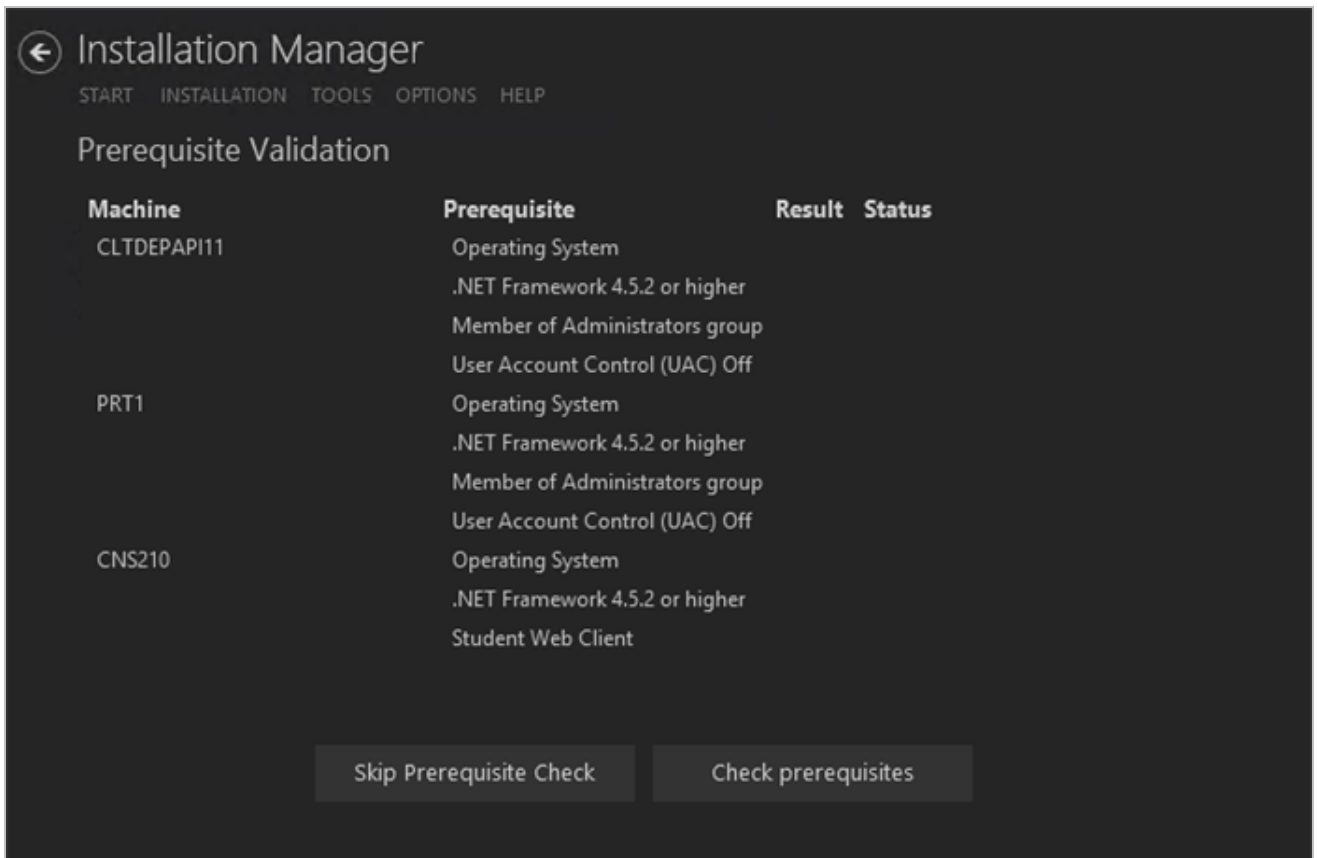 Installation Manager
START INSTALLATION TOOLS OPTIONS HELP
Prerequisite Validation
Machine Prerequisite Result Status
CLTDEPAPI11 Operating System
.NET Framework 4.5.2 or higher
Member of Administrators group
User Account Control (UAC) Off
PRT1 Operating System
.NET Framework 4.5.2 or higher
Member of Administrators group
User Account Control (UAC) Off
CNS210 Operating System
.NET Framework 4.5.2 or higher
Student Web Client
Skip Prerequisite Check Check prerequisites